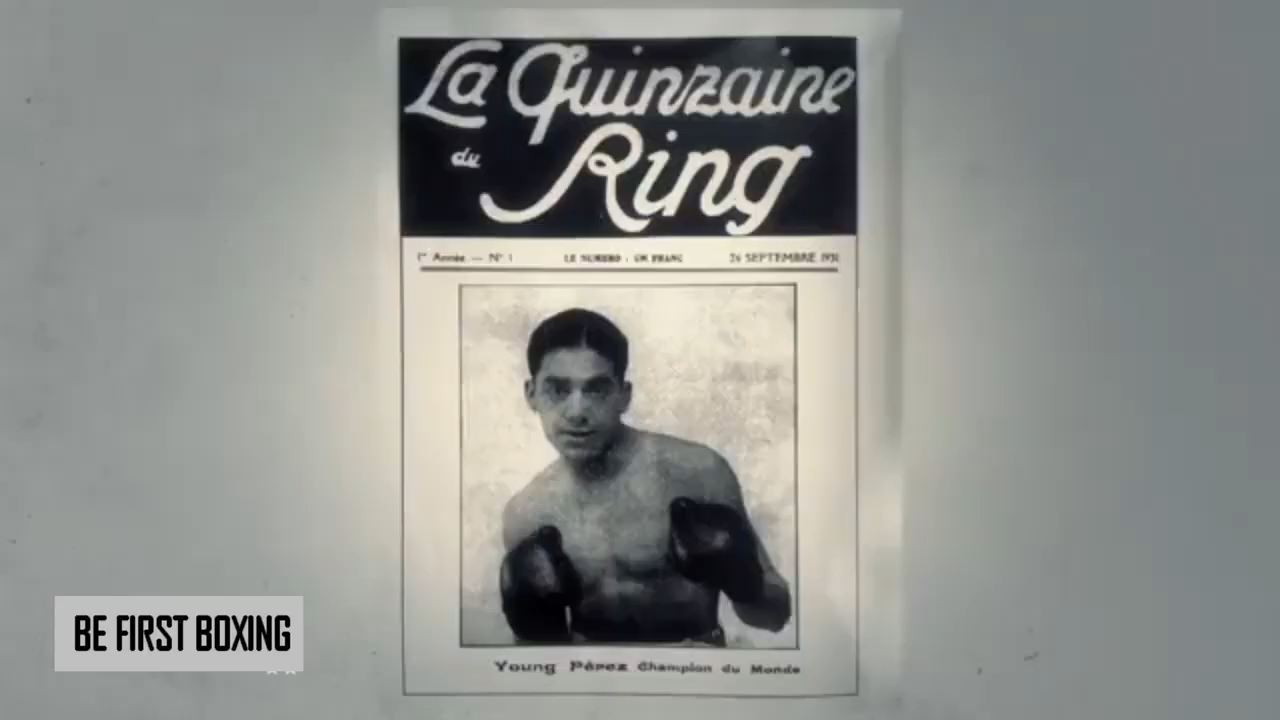 La Quinzaine
du Ring
1re Année — N° 1 LE NUMERO : UN FRANC 26 SEPTEMBRE 1931
Young Pérez Champion du Monde
BE FIRST BOXING